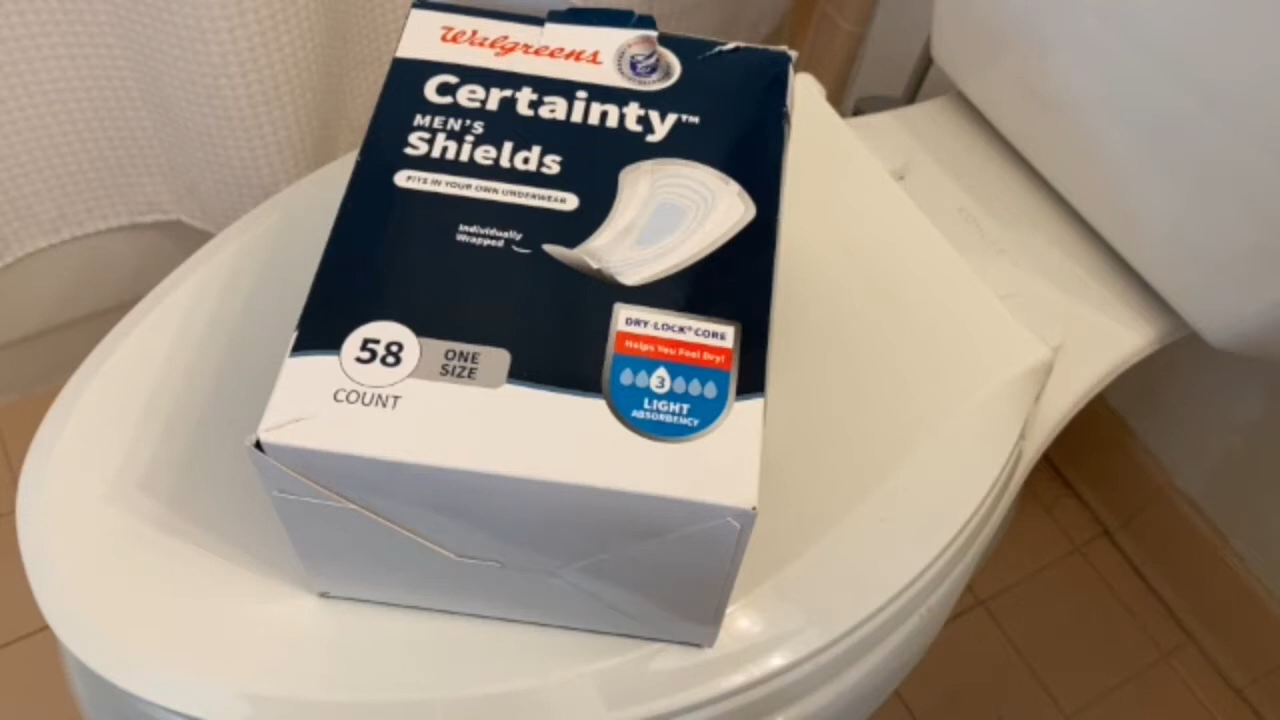 Walgreens
Certainty™
MEN'S
Shields
FITS IN YOUR OWN UNDERWEAR
Individually
Wrapped
DRY-LOCK® CORE
Helps You Feel Dry!
3
LIGHT
ABSORBENCY
58
COUNT
ONE
SIZE